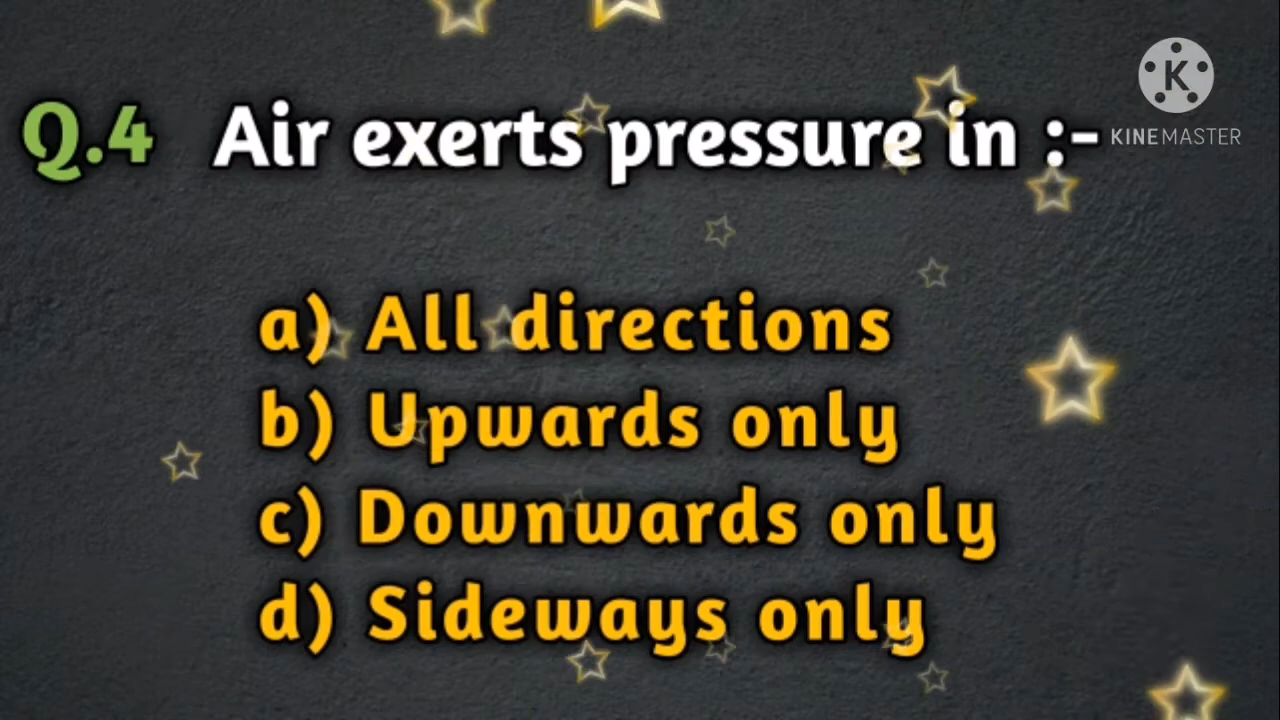 Q.4 Air exerts pressure in :-
KINEMASTER
a) All directions
b) Upwards only
c) Downwards only
d) Sideways only